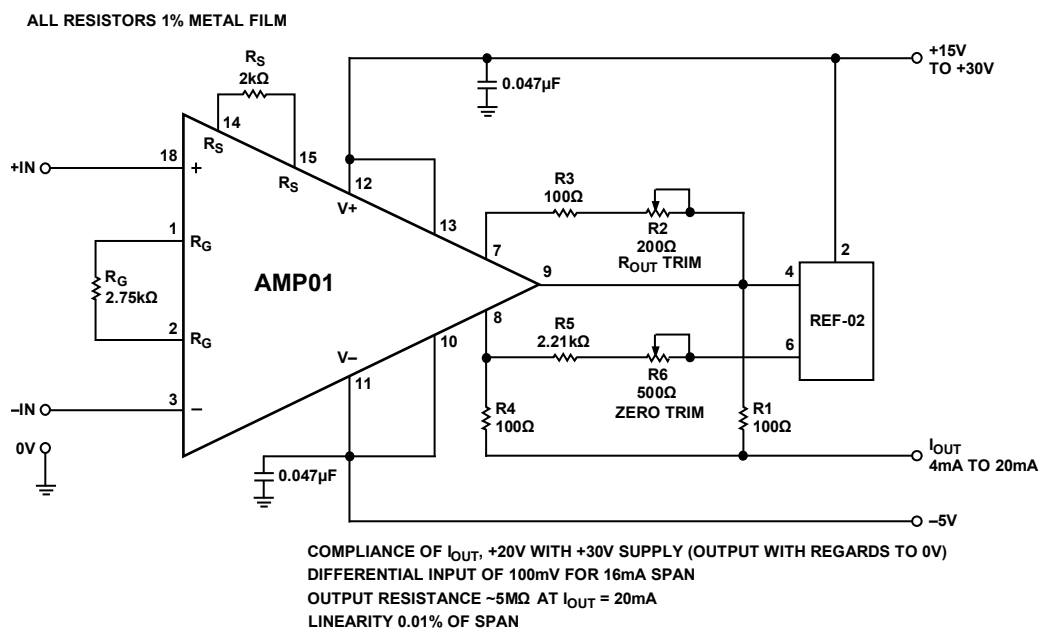 ALL RESISTORS 1% METAL FILM
RS
2kΩ
14
RS
15
RS
+IN
18
+
12
V+
13
0.047µF
+15V
TO +30V
R3
100Ω
R2
200Ω
ROUT TRIM
7
2
1
RG
RG
2.75kΩ
2
RG
AMP01
9
4
REF-02
6
8
R5
2.21kΩ
R6
500Ω
ZERO TRIM
10
V–
11
–IN
3
–
0V
R4
100Ω
R1
100Ω
IOUT
4mA TO 20mA
0.047µF
–5V
COMPLIANCE OF IOUT, +20V WITH +30V SUPPLY (OUTPUT WITH REGARDS TO 0V)
DIFFERENTIAL INPUT OF 100mV FOR 16mA SPAN
OUTPUT RESISTANCE ~5MΩ AT IOUT = 20mA
LINEARITY 0.01% OF SPAN